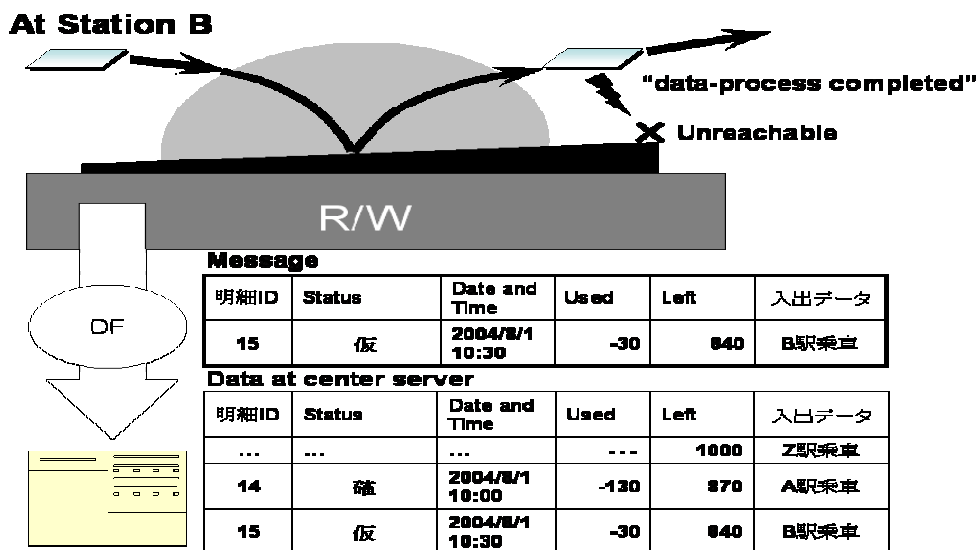 At Station B
"data-process completed"
Unreachable
R/W
DF
Message
明細ID Status Date and Time Used Left 入出データ
15 仮 2004/8/1 10:30 -30 840 B駅乗車
Data at center server
明細ID Status Date and Time Used Left 入出データ
... ... ... --- 1000 Z駅乗車
14 確 2004/8/1 10:00 -130 870 A駅乗車
15 仮 2004/8/1 10:30 -30 840 B駅乗車